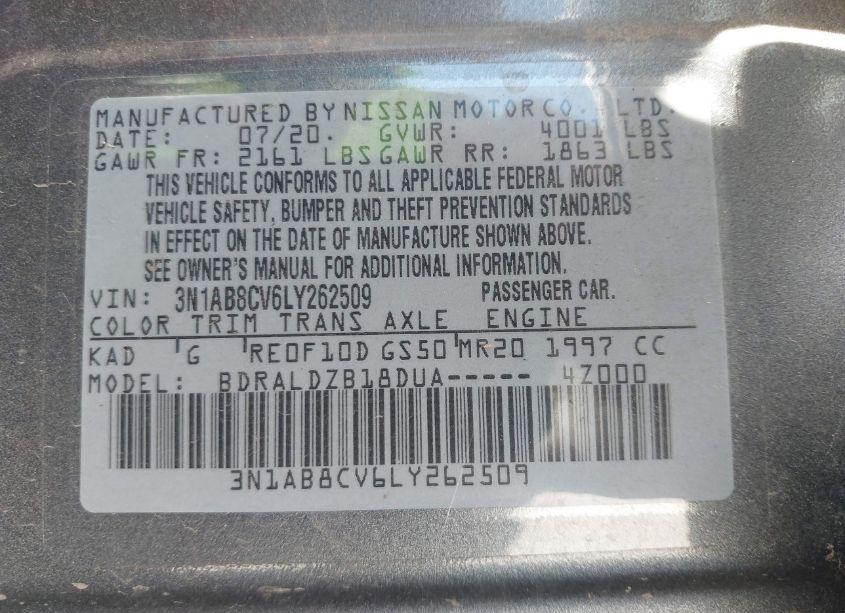 MANUFACTURED BY NISSAN MOTOR CO., LTD.
DATE: 07/20. GVWR: 4001 LBS
GAWR FR: 2161 LBS GAWR RR: 1863 LBS
THIS VEHICLE CONFORMS TO ALL APPLICABLE FEDERAL MOTOR
VEHICLE SAFETY, BUMPER AND THEFT PREVENTION STANDARDS
IN EFFECT ON THE DATE OF MANUFACTURE SHOWN ABOVE.
SEE OWNER'S MANUAL FOR ADDITIONAL INFORMATION.
VIN: 3N1AB8CV6LY262509 PASSENGER CAR.
COLOR TRIM TRANS AXLE ENGINE
KAD G RE0F10D GS50 MR20 1997 CC
MODEL: BDRALDZB18DUA----- 4Z000
3N1AB8CV6LY262509